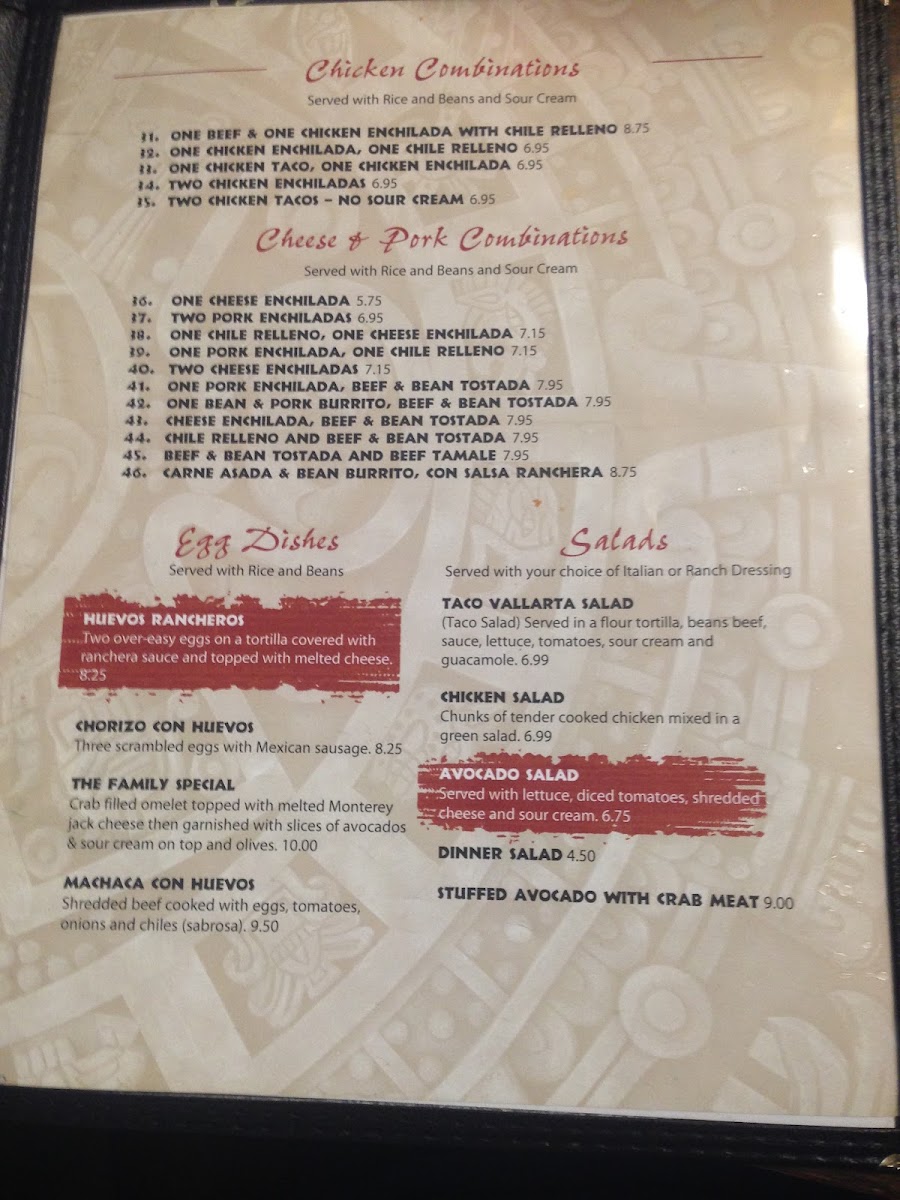 Chicken Combinations
Served with Rice and Beans and Sour Cream
31. ONE BEEF & ONE CHICKEN ENCHILADA WITH CHILE RELLENO 8.75
32. ONE CHICKEN ENCHILADA, ONE CHILE RELLENO 6.95
33. ONE CHICKEN TACO, ONE CHICKEN ENCHILADA 6.95
34. TWO CHICKEN ENCHILADAS 6.95
35. TWO CHICKEN TACOS – NO SOUR CREAM 6.95
Cheese & Pork Combinations
Served with Rice and Beans and Sour Cream
36. ONE CHEESE ENCHILADA 5.75
37. TWO PORK ENCHILADAS 6.95
38. ONE CHILE RELLENO, ONE CHEESE ENCHILADA 7.15
39. ONE PORK ENCHILADA, ONE CHILE RELLENO 7.15
40. TWO CHEESE ENCHILADAS 7.15
41. ONE PORK ENCHILADA, BEEF & BEAN TOSTADA 7.95
42. ONE BEAN & PORK BURRITO, BEEF & BEAN TOSTADA 7.95
43. CHEESE ENCHILADA, BEEF & BEAN TOSTADA 7.95
44. CHILE RELLENO AND BEEF & BEAN TOSTADA 7.95
45. BEEF & BEAN TOSTADA AND BEEF TAMALE 7.95
46. CARNE ASADA & BEAN BURRITO, CON SALSA RANCHERA 8.75
Egg Dishes
Served with Rice and Beans
HUEVOS RANCHEROS
Two over-easy eggs on a tortilla covered with
ranchera sauce and topped with melted cheese.
8.25
CHORIZO CON HUEVOS
Three scrambled eggs with Mexican sausage. 8.25
THE FAMILY SPECIAL
Crab filled omelet topped with melted Monterey
jack cheese then garnished with slices of avocados
& sour cream on top and olives. 10.00
MACHACA CON HUEVOS
Shredded beef cooked with eggs, tomatoes,
onions and chiles (sabrosa). 9.50
Salads
Served with your choice of Italian or Ranch Dressing
TACO VALLARTA SALAD
(Taco Salad) Served in a flour tortilla, beans beef,
sauce, lettuce, tomatoes, sour cream and
guacamole. 6.99
CHICKEN SALAD
Chunks of tender cooked chicken mixed in a
green salad. 6.99
AVOCADO SALAD
Served with lettuce, diced tomatoes, shredded
cheese and sour cream. 6.75
DINNER SALAD 4.50
STUFFED AVOCADO WITH CRAB MEAT 9.00